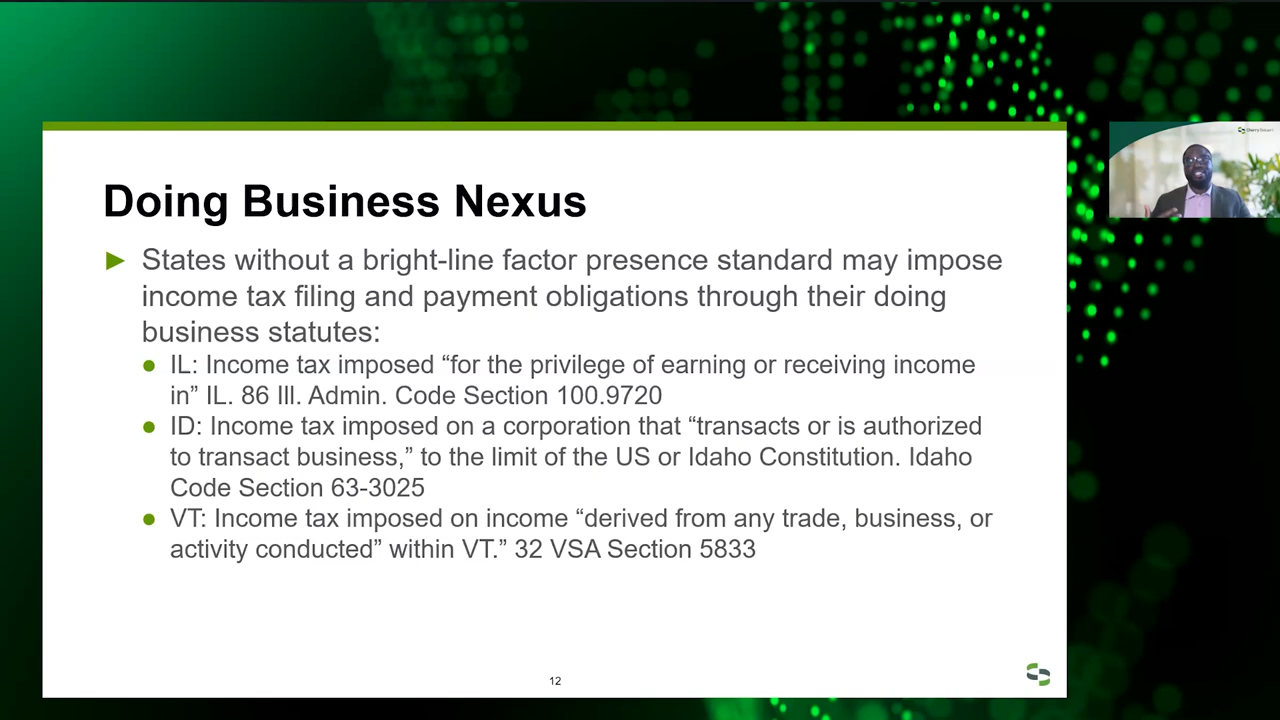 Doing Business Nexus
► States without a bright-line factor presence standard may impose
income tax filing and payment obligations through their doing
business statutes:
● IL: Income tax imposed “for the privilege of earning or receiving income
in” IL. 86 Ill. Admin. Code Section 100.9720
● ID: Income tax imposed on a corporation that “transacts or is authorized
to transact business,” to the limit of the US or Idaho Constitution. Idaho
Code Section 63-3025
● VT: Income tax imposed on income “derived from any trade, business, or
activity conducted” within VT.” 32 VSA Section 5833
12